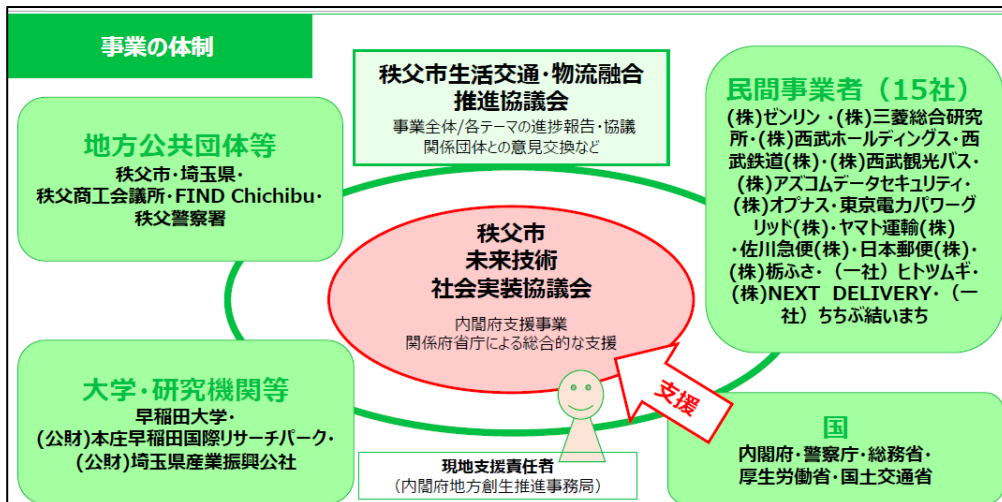 事業の体制
秩父市生活交通・物流融合
推進協議会
事業全体/各テーマの進捗報告・協議
関係団体との意見交換など
地方公共団体等
秩父市・埼玉県・
秩父商工会議所・FIND Chichibu・
秩父警察署
民間事業者（15社）
(株)ゼンリン・(株)三菱総合研究
所・(株)西武ホールディングス・西
武鉄道(株)・(株)西武観光バス・
(株)アズコムデータセキュリティ・
(株)オプナス・東京電力パワーグ
リッド(株)・ヤマト運輸(株)
・佐川急便(株)・日本郵便(株)・
(株)栃ふさ・（一社）ヒトツムギ・
(株)NEXT DELIVERY・（一
社）ちちぶ結いまち
秩父市
未来技術
社会実装協議会
内閣府支援事業
関係府省庁による総合的な支援
大学・研究機関等
早稲田大学・
(公財)本庄早稲田国際リサーチパーク・
(公財)埼玉県産業振興公社
支援
国
内閣府・警察庁・総務省・
厚生労働省・国土交通省
現地支援責任者
（内閣府地方創生推進事務局）